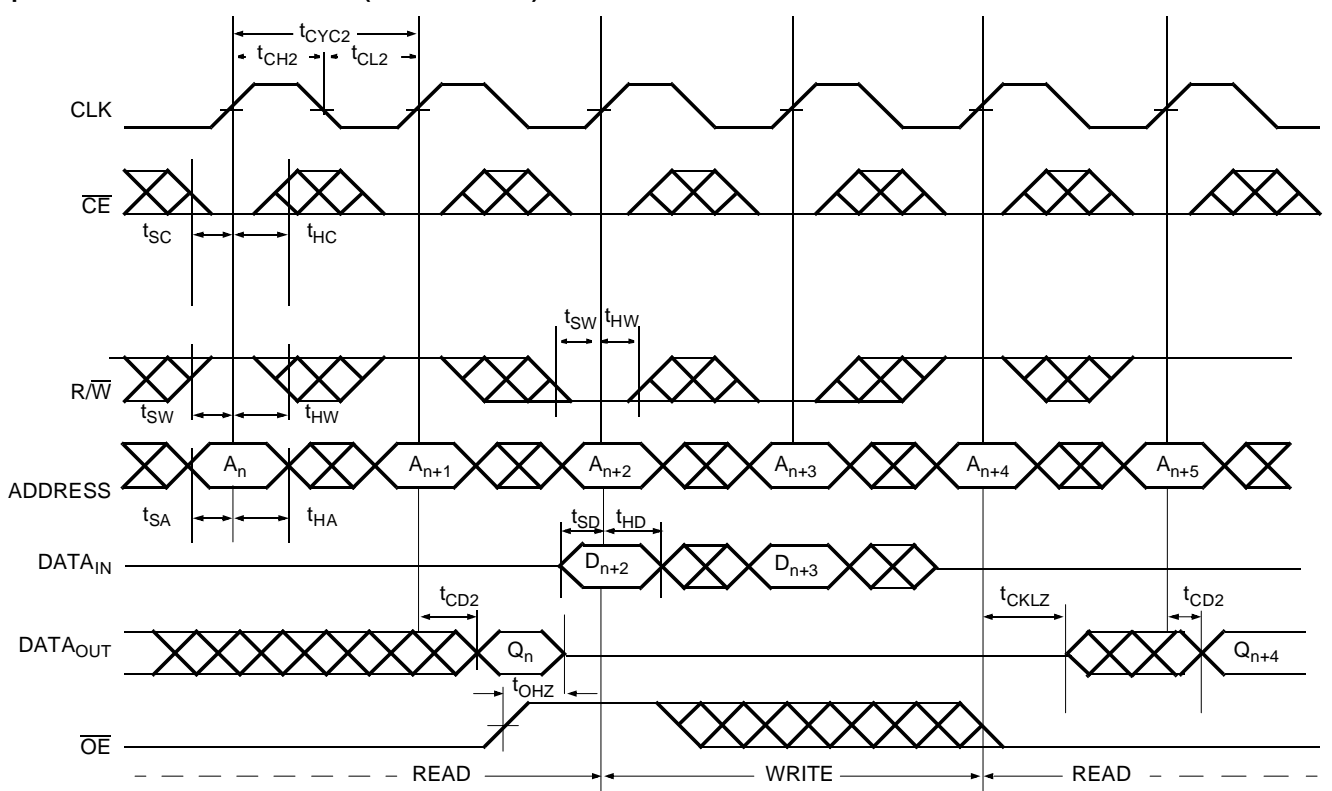 tCYC2
tCH2 tCL2
CLK
CE
tSC tHC
tSW tHW
R/W
tSW tHW
An An+1 An+2 An+3 An+4 An+5
ADDRESS
tSA tHA
tSD tHD
DATAIN
Dn+2 Dn+3
tCD2 tCKLZ tCD2
DATAOUT
Qn Qn+4
tOHZ
OE
READ WRITE READ